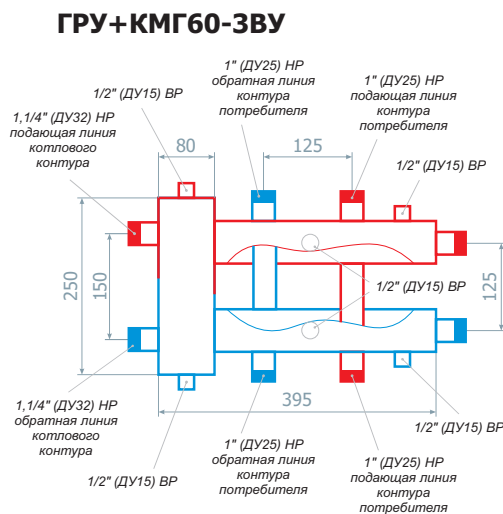 ГРУ+КМГ60-3ВУ
1/2" (ДУ15) ВР
1" (ДУ25) НР
обратная линия
контура
потребителя
1" (ДУ25) НР
подающая линия
контура
потребителя
1,1/4" (ДУ32) НР
подающая линия
котлового
контура
80
125
1/2" (ДУ15) ВР
250
150
1/2" (ДУ15) ВР
125
395
1,1/4" (ДУ32) НР
обратная линия
котлового
контура
1/2" (ДУ15) ВР
1" (ДУ25) НР
обратная линия
контура
потребителя
1" (ДУ25) НР
подающая линия
контура
потребителя
1/2" (ДУ15) ВР